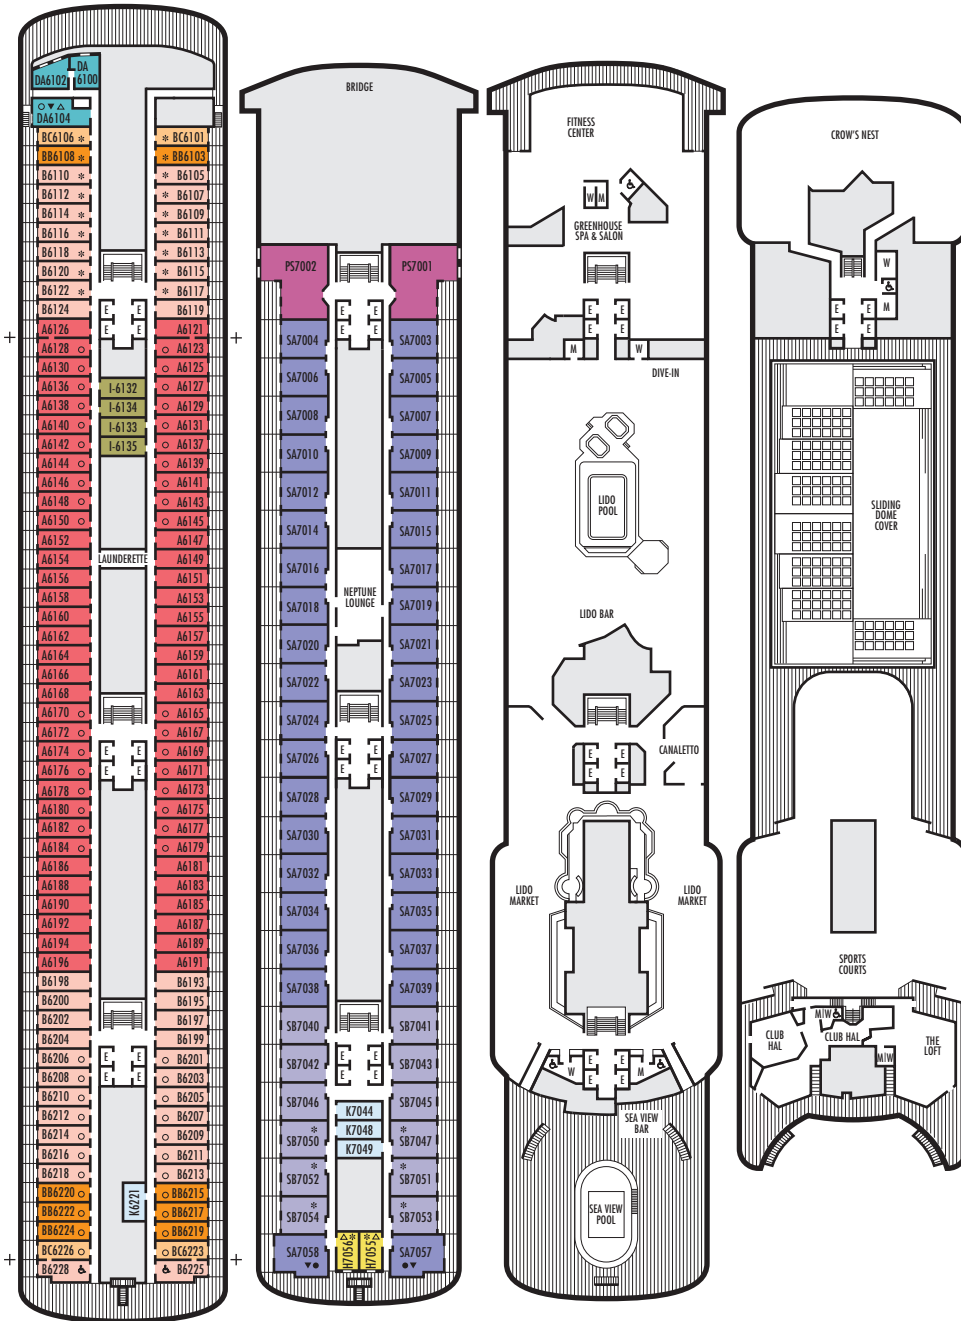 DA6102
DA
6100
DA6104
BC6106
BB6108
B6110
B6112
B6114
B6116
B6118
B6120
B6122
B6124
A6126
A6128
A6130
A6136
A6138
A6140
A6142
A6144
A6146
A6148
A6150
A6152
A6154
A6156
A6158
A6160
A6162
A6164
A6166
A6168
A6170
A6172
A6174
A6176
A6178
A6180
A6182
A6184
A6186
A6188
A6190
A6192
A6194
A6196
B6198
B6200
B6202
B6204
B6206
B6208
B6210
B6212
B6214
B6216
B6218
BB6220
BB6222
BB6224
BC6226
B6228
E E
E E
I-6132
I-6134
I-6133
I-6135
LAUNDERETTE
E E
E E
E E
E E
K6221
BC6101
BB6103
B6105
B6107
B6109
B6111
B6113
B6115
B6117
B6119
A6121
A6123
A6125
A6127
A6129
A6131
A6137
A6139
A6141
A6143
A6145
A6147
A6149
A6151
A6153
A6155
A6157
A6159
A6161
A6163
A6165
A6167
A6169
A6171
A6173
A6175
A6177
A6179
A6181
A6183
A6185
A6187
A6189
A6191
B6193
B6195
B6197
B6199
B6201
B6203
B6205
B6207
B6209
B6211
B6213
BB6215
BB6217
BB6219
BC6223
B6225
BRIDGE
PS7002
SA7004
SA7006
SA7008
SA7010
SA7012
SA7014
SA7016
SA7018
SA7020
SA7022
SA7024
SA7026
SA7028
SA7030
SA7032
SA7034
SA7036
SA7038
SB7040
SB7042
SB7046
SB7050
SB7052
SB7054
SA7058
E E
E E
NEPTUNE
LOUNGE
E E
E E
E E
E E
K7044
K7048
K7049
H7056
H7055
PS7001
SA7003
SA7005
SA7007
SA7009
SA7011
SA7015
SA7017
SA7019
SA7021
SA7023
SA7025
SA7027
SA7029
SA7031
SA7033
SA7035
SA7037
SA7039
SB7041
SB7043
SB7045
SB7047
SB7051
SB7053
SA7057
FITNESS
CENTER
W M
GREENHOUSE
SPA & SALON
E E
E E
M W
DIVE-IN
LIDO
POOL
LIDO BAR
CANALETTO
E E
E E
LIDO
MARKET
LIDO
MARKET
E E
W M
E E
SEA VIEW
BAR
SEA VIEW
POOL
CROW'S NEST
W
M
E E
E E
SLIDING
DOME
COVER
SPORTS
COURTS
M W
CLUB
HAL
CLUB HAL
THE
LOFT
M W